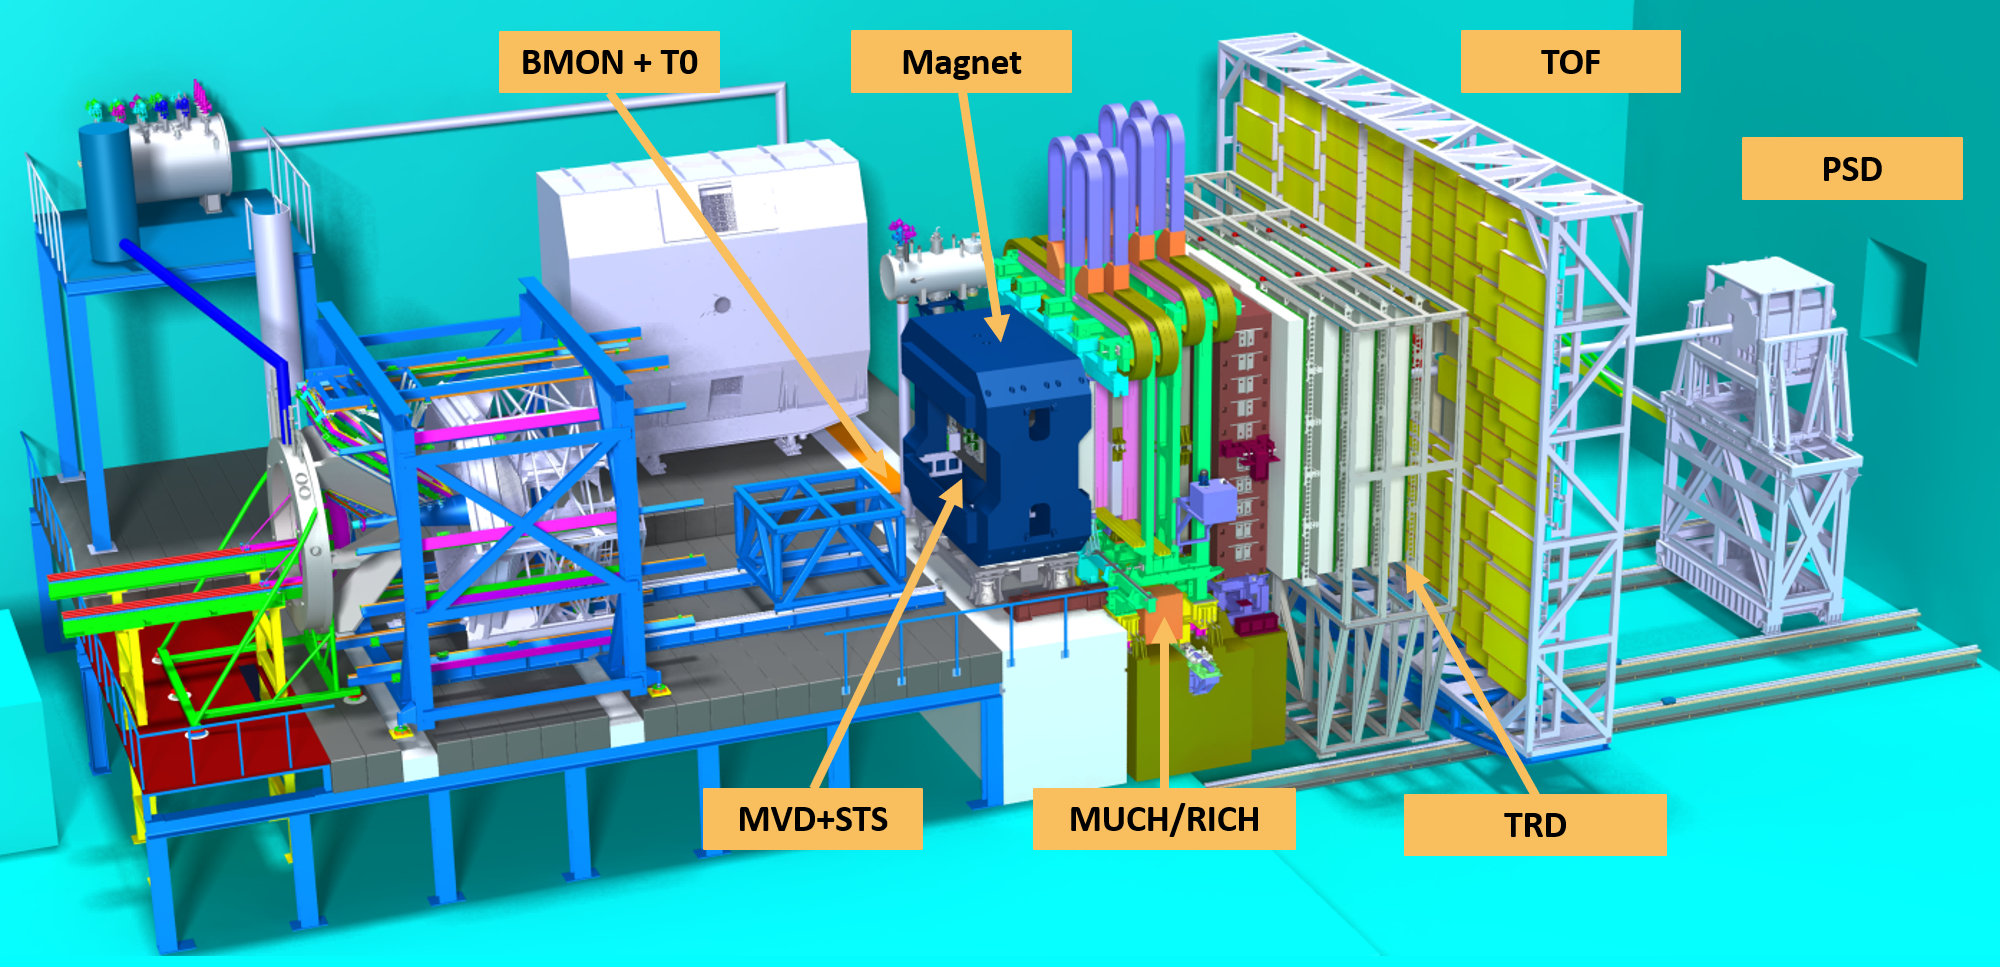 BMON + T0
Magnet
TOF
PSD
MVD+STS
MUCH/RICH
TRD